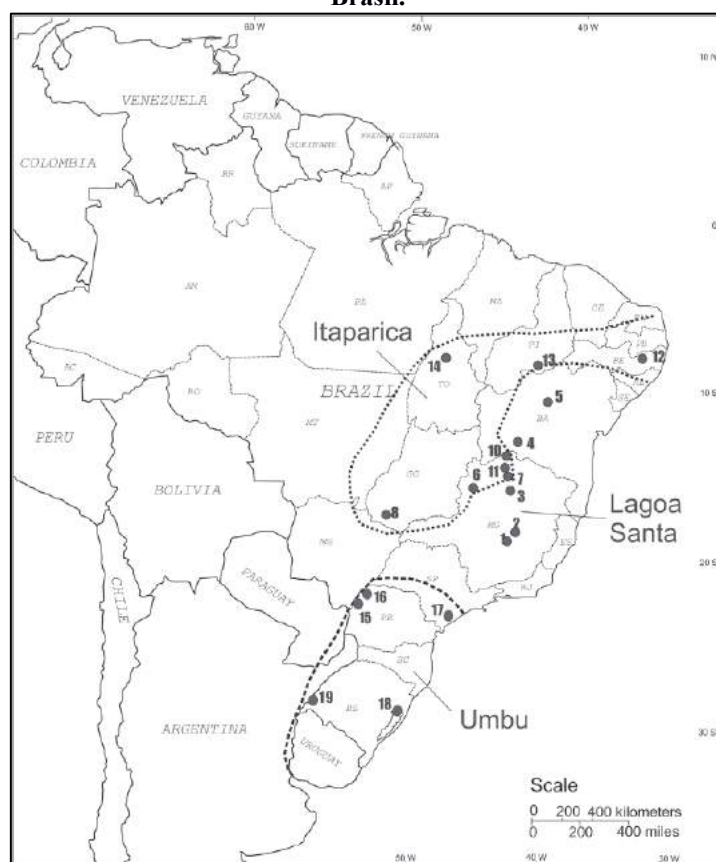 Brasil.
60 W
50 W
40 W
10 N
VENEZUELA
GUYANA
SURINAME
FRENCH GUYANA
COLOMBIA
RR
AP
0
AM
PA
MA
CE
Itaparica
PI
14
13
12
TO
PE
AC
RO
BRAZIL
5
SE
10 S
BA
PERU
MT
10
4
11
BOLIVIA
6
7
GO
3
Lagoa
Santa
8
MG
2
1
ES
MS
20 S
CHILE
PARAGUAY
SP
RJ
16
15
17
PR
SC
19
18
Umbu
RS
ARGENTINA
URUGUAY
30 S
Scale
0 200 400 kilometers
0 200 400 miles
50 W
40 W
30 W